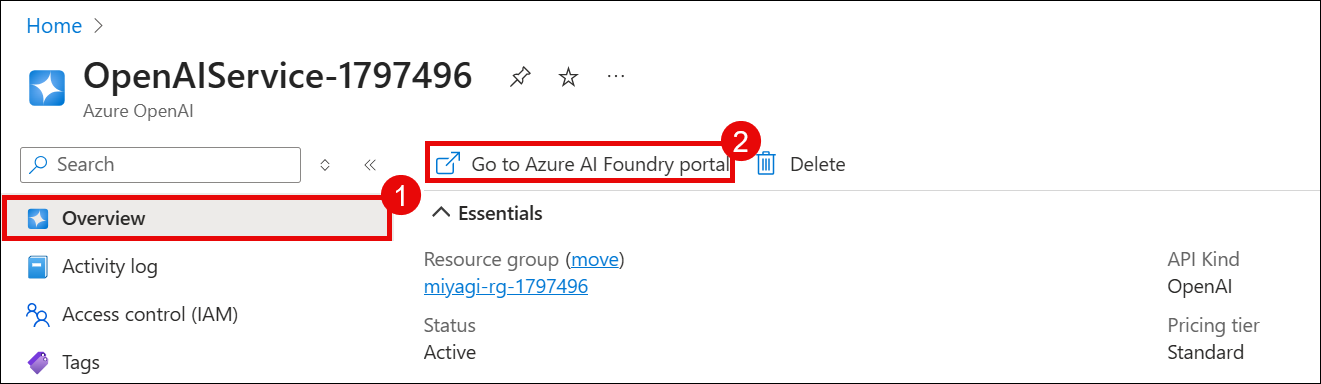 Home
OpenAIService-1797496
Azure OpenAI
Search
Go to Azure AI Foundry portal
2
Delete
1
Overview
Essentials
Activity log
Resource group (move)
API Kind
miyagi-rg-1797496
OpenAI
Access control (IAM)
Status
Pricing tier
Active
Standard
Tags